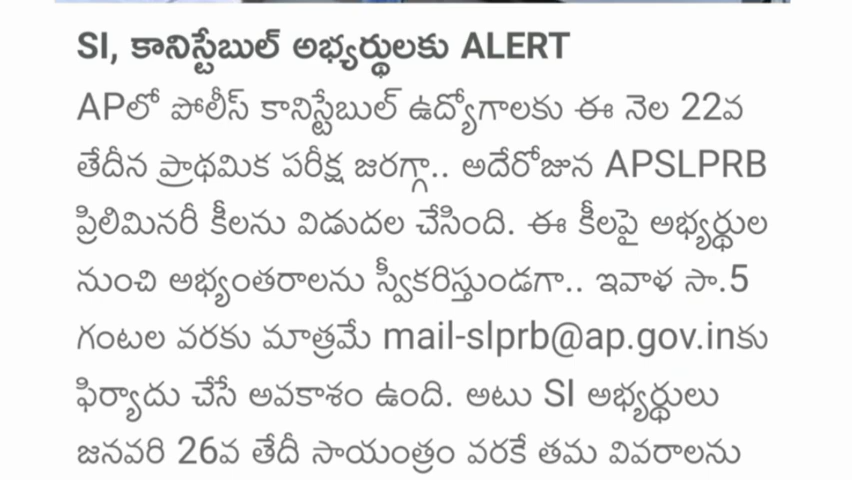 SI, కానిస్టేబుల్ అభ్యర్థులకు ALERT
APలో పోలీస్ కానిస్టేబుల్ ఉద్యోగాలకు ఈ నెల 22వ
తేదీన ప్రాథమిక పరీక్ష జరగ్గా.. అదేరోజున APSLPRB
ప్రిలిమినరీ కీలను విడుదల చేసింది. ఈ కీలపై అభ్యర్థుల
నుంచి అభ్యంతరాలను స్వీకరిస్తుండగా.. ఇవాళ సా.5
గంటల వరకు మాత్రమే mail-slprb@ap.gov.inకు
ఫిర్యాదు చేసే అవకాశం ఉంది. అటు SI అభ్యర్థులు
జనవరి 26వ తేదీ సాయంత్రం వరకే తమ వివరాలను